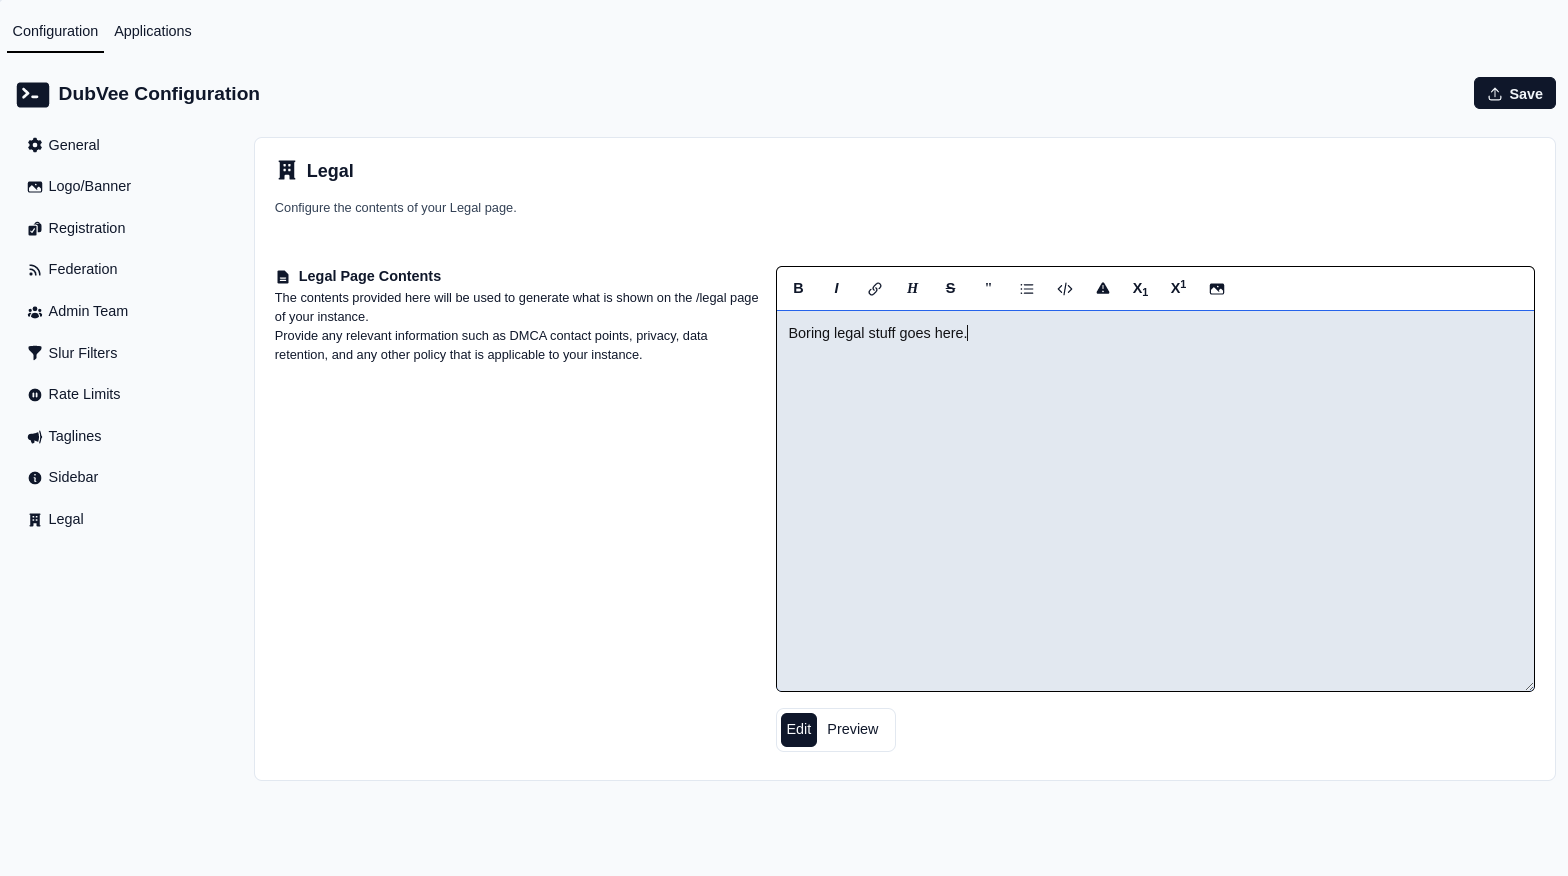 Configuration Applications
DubVee Configuration
Save
General
Logo/Banner
Registration
Federation
Admin Team
Slur Filters
Rate Limits
Taglines
Sidebar
Legal
Legal
Configure the contents of your Legal page.
Legal Page Contents
The contents provided here will be used to generate what is shown on the /legal page
of your instance.
Provide any relevant information such as DMCA contact points, privacy, data
retention, and any other policy that is applicable to your instance.
B I H S " X1 X1
Boring legal stuff goes here.
Edit Preview